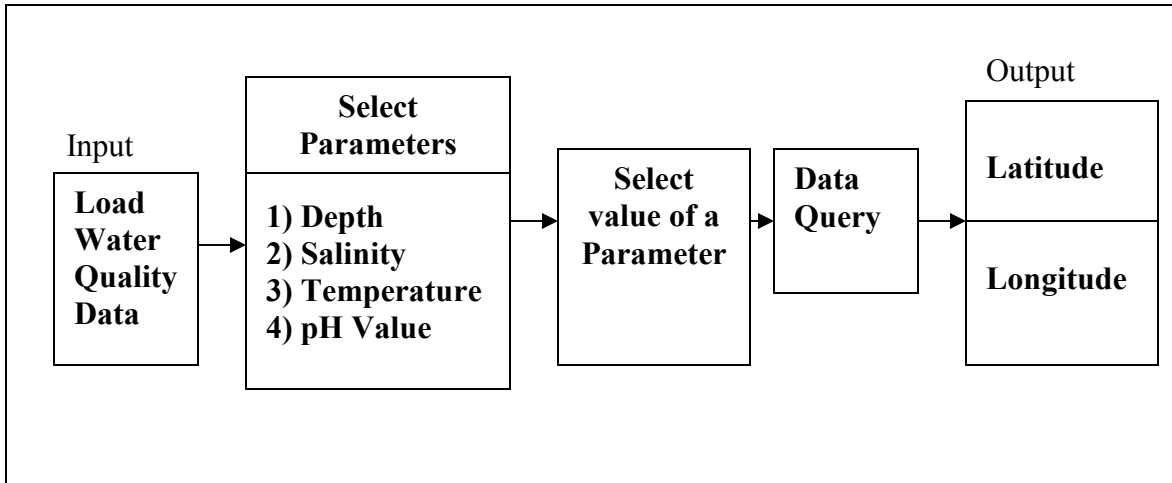 Input
Load
Water
Quality
Data
Select
Parameters
1) Depth
2) Salinity
3) Temperature
4) pH Value
Select
value of a
Parameter
Data
Query
Output
Latitude
Longitude